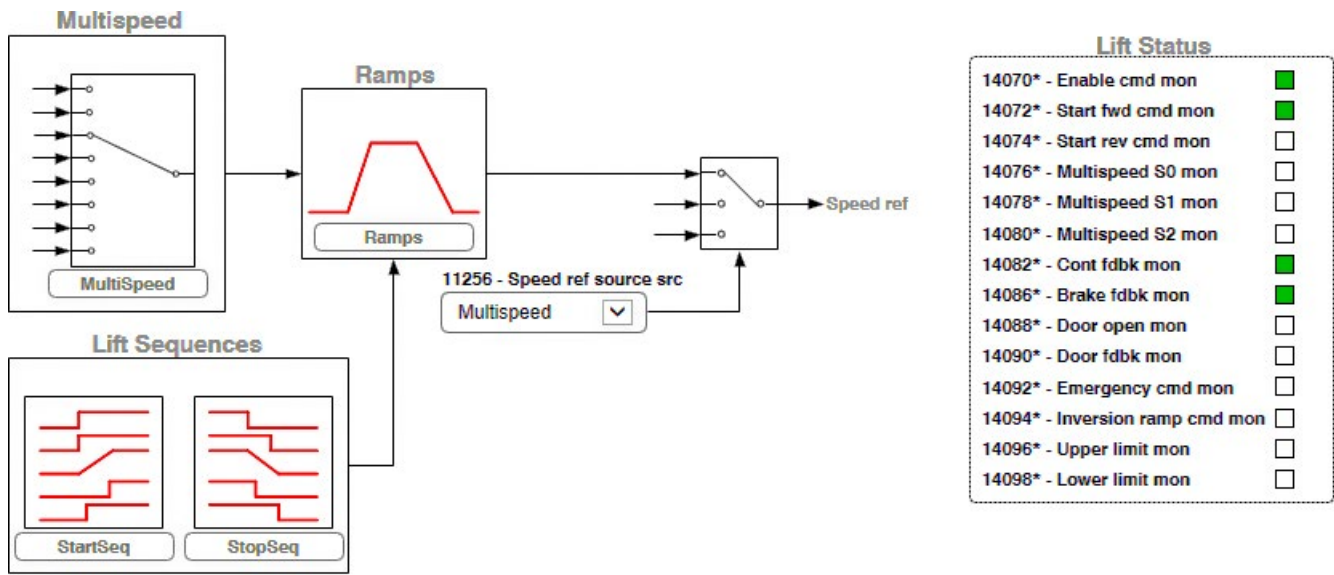 Multispeed
MultiSpeed
Ramps
Ramps
Speed ref
11256 - Speed ref source src
Multispeed
Lift Sequences
StartSeq
StopSeq
Lift Status
14070* - Enable cmd mon
14072* - Start fwd cmd mon
14074* - Start rev cmd mon
14076* - Multispeed S0 mon
14078* - Multispeed S1 mon
14080* - Multispeed S2 mon
14082* - Cont fdbk mon
14086* - Brake fdbk mon
14088* - Door open mon
14090* - Door fdbk mon
14092* - Emergency cmd mon
14094* - Inversion ramp cmd mon
14096* - Upper limit mon
14098* - Lower limit mon